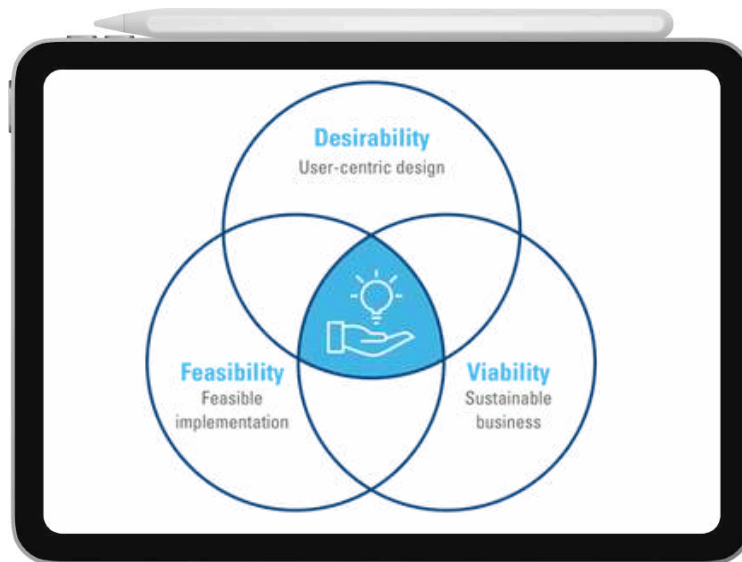 Desirability
User-centric design
Feasibility
Feasible
implementation
Viability
Sustainable
business